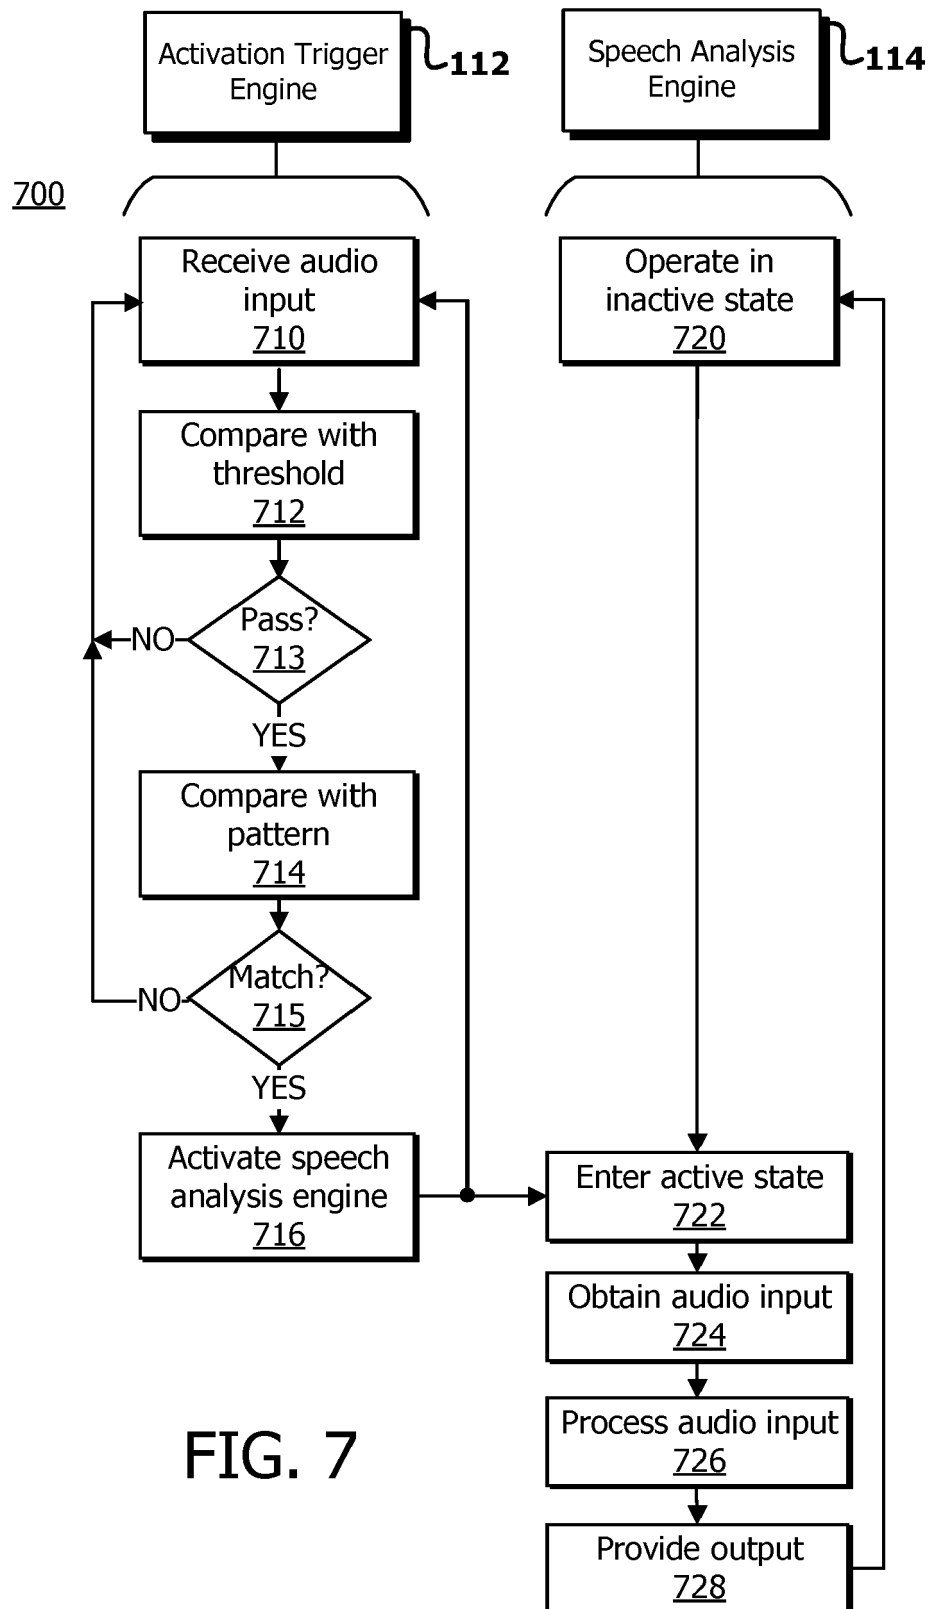 Activation Trigger
Engine
112
Speech Analysis
Engine
114
700
Receive audio
input
710
Compare with
threshold
712
Pass?
713
NO
YES
Compare with
pattern
714
Match?
715
NO
YES
Activate speech
analysis engine
716
Operate in
inactive state
720
Enter active state
722
Obtain audio input
724
Process audio input
726
Provide output
728
FIG. 7